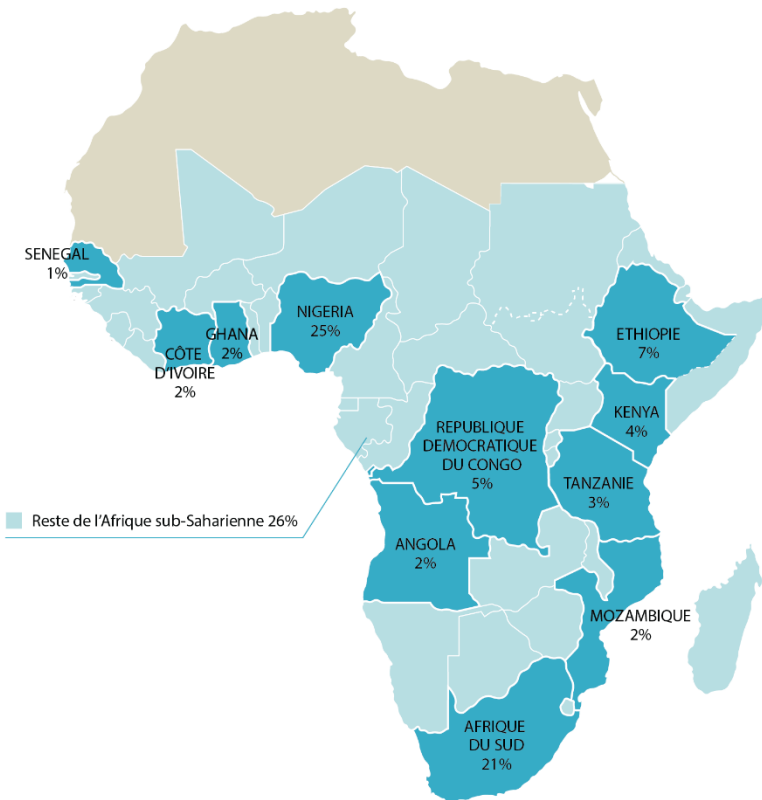 SENEGAL
1%
NIGERIA
25%
GHANA
2%
CÔTE
D'IVOIRE
2%
ETHIOPIE
7%
KENYA
4%
REPUBLIQUE
DEMOCRATIQUE
DU CONGO
5%
TANZANIE
3%
Reste de l'Afrique sub-Saharienne 26%
ANGOLA
2%
MOZAMBIQUE
2%
AFRIQUE
DU SUD
21%